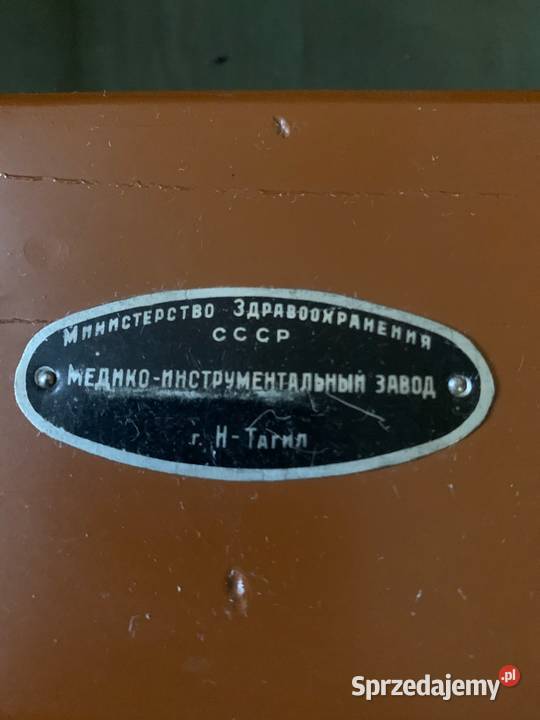 Министерство Здравоохранения
СССР
Медико-инструментальный завод
г. Н-Тагил
Sprzedajemy.pl